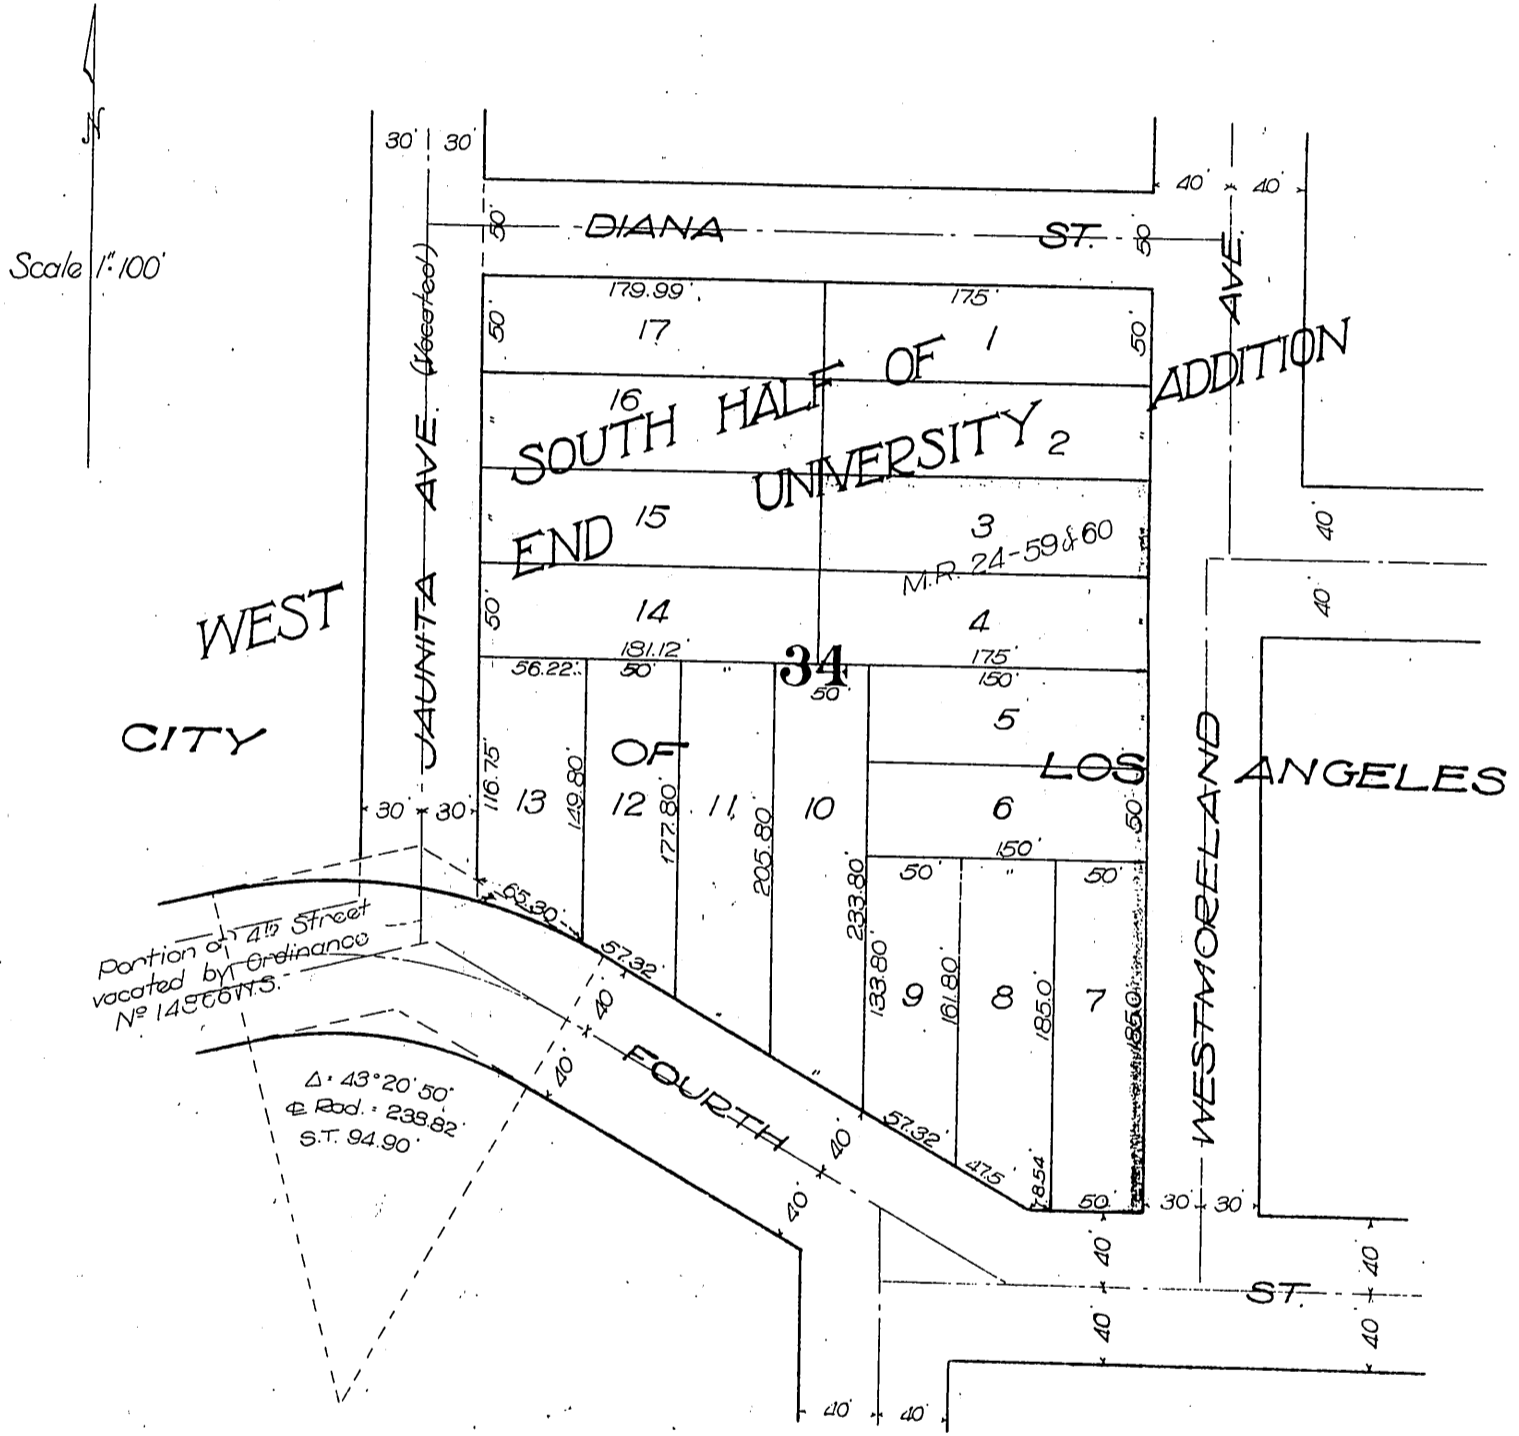 N
Scale 1"=100'
30' 30'
40' 40'
50' DIANA ST. 50'
JAUNITA AVE. (Vacated)
AVE.
179.99' 175'
50' 17 1 50'
16 2
" "
SOUTH HALF OF UNIVERSITY ADDITION
" 15 3
END
M.R. 24-59 & 60
WEST
50' 14 4
181.12' 175'
34
56.22' 50' " 50' 150'
5
CITY OF LOS ANGELES
116.75' 13 149.80' 12 177.80' 11 205.80' 10 233.80' 6 50'
30' 30'
150'
50' " 50'
133.80' 9 161.80' 8 185.0' 7 185.0'
WESTMORELAND
40'
40'
65.30'
57.32'
"
"
57.32'
47.5'
78.54'
50' 30' 30'
Portion of 4th Street
vacated by Ordinance
N.S.
Δ= 43°20'50"
₵ Rad. = 238.82'
S.T. 94.90'
40'
40'
FOURTH ST.
40'
40'
40' 40'
40' 40'
40' 40'